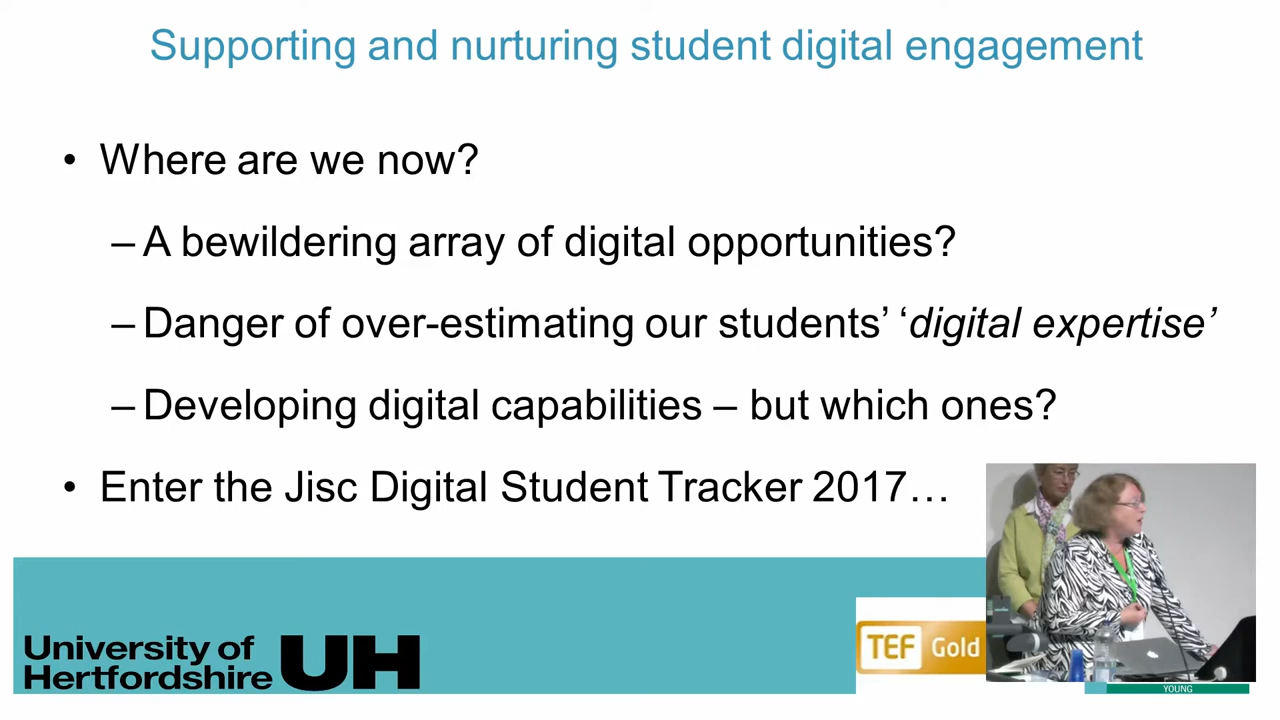 Supporting and nurturing student digital engagement
• Where are we now?
– A bewildering array of digital opportunities?
– Danger of over-estimating our students’ ‘digital expertise’
– Developing digital capabilities – but which ones?
• Enter the Jisc Digital Student Tracker 2017…
University of
Hertfordshire
UH
TEF Gold
YOUNG